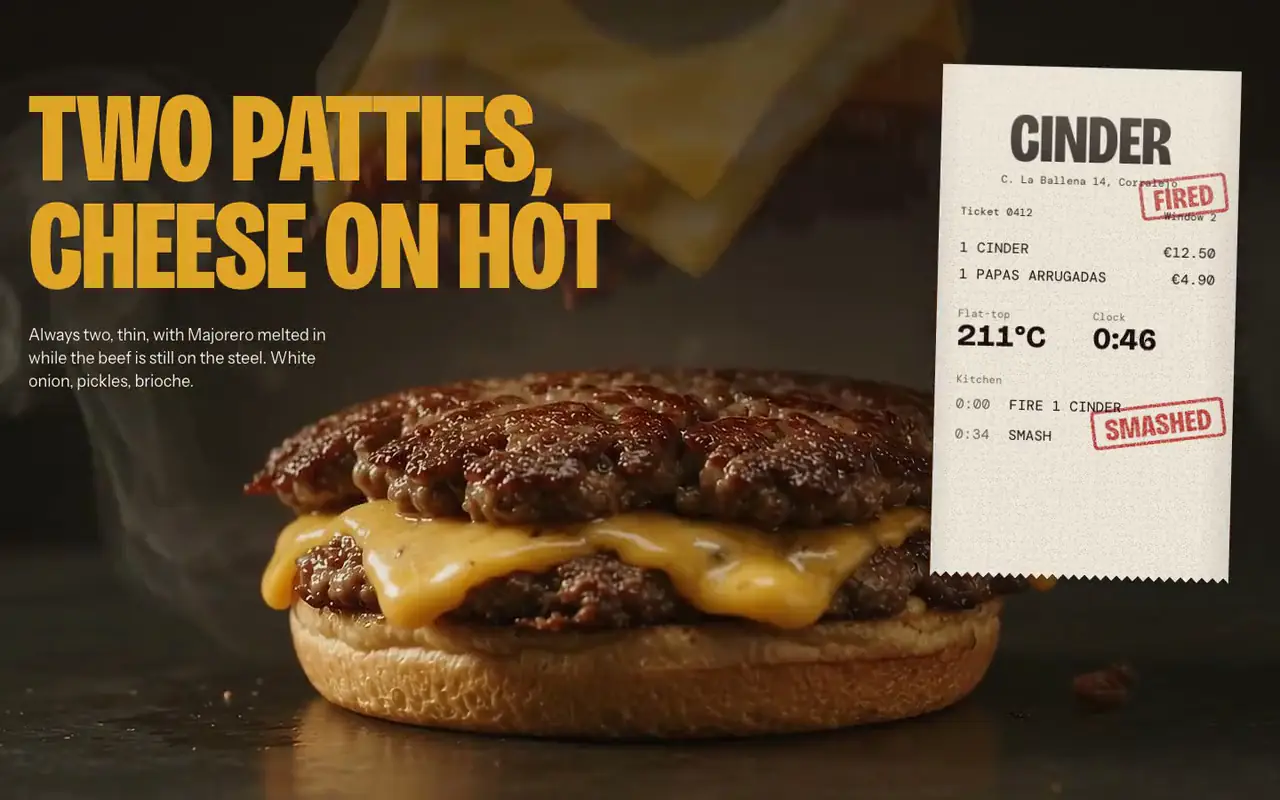 TWO PATTIES,
CHEESE ON HOT
Always two, thin, with Majorero melted in
while the beef is still on the steel. White
onion, pickles, brioche.
CINDER
C. La Ballena 14, Corralejo
FIRED
Ticket 0412
Window 2
1 CINDER €12.50
1 PAPAS ARRUGADAS €4.90
Flat-top Clock
211°C 0:46
Kitchen
0:00 FIRE 1 CINDER
0:34 SMASH
SMASHED